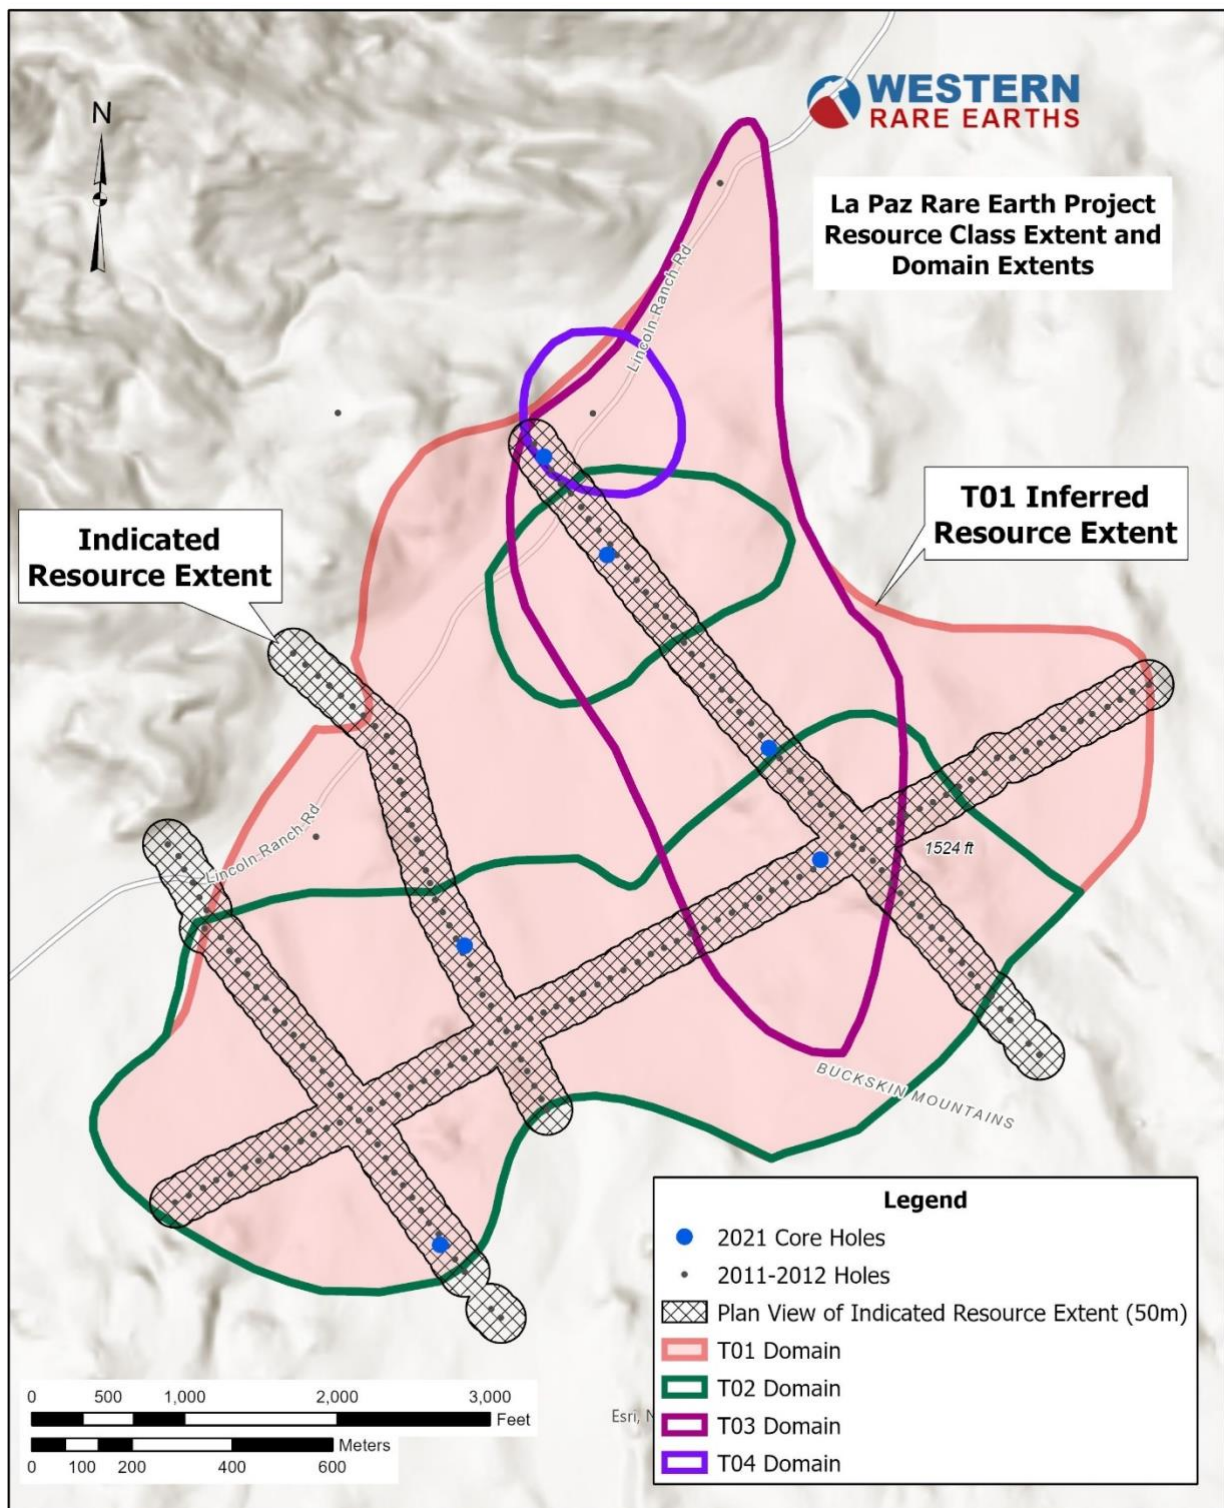 N
WESTERN
RARE EARTHS
La Paz Rare Earth Project
Resource Class Extent and
Domain Extents
Lincoln Ranch Rd
T01 Inferred
Resource Extent
Indicated
Resource Extent
Lincoln Ranch Rd
1524 ft
BUCKSKIN MOUNTAINS
Legend
2021 Core Holes
2011-2012 Holes
Plan View of Indicated Resource Extent (50m)
T01 Domain
T02 Domain
T03 Domain
T04 Domain
0 500 1,000 2,000 3,000
Feet
Meters
0 100 200 400 600
Esri,